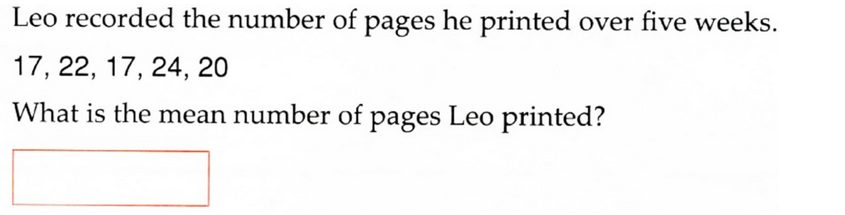 Leo recorded the number of pages he printed over five weeks.
17, 22, 17, 24, 20
What is the mean number of pages Leo printed?